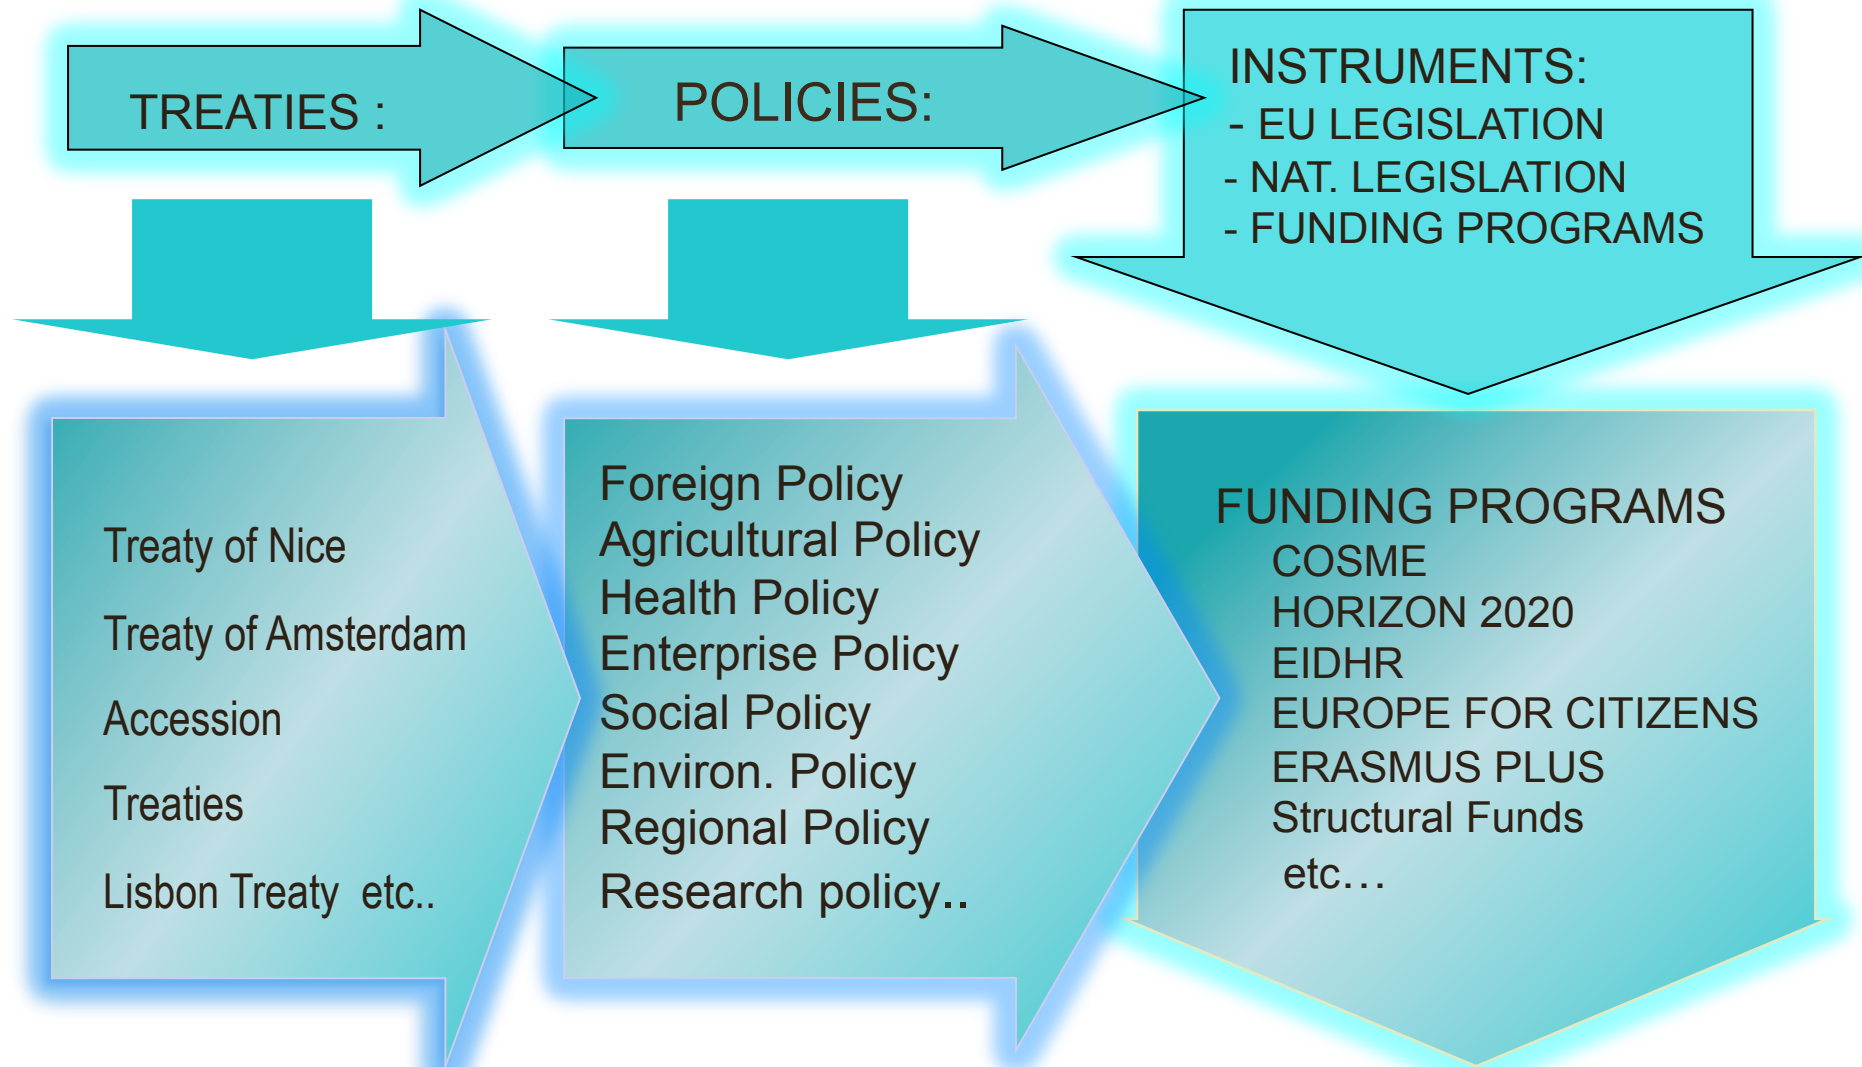 TREATIES :
POLICIES:
INSTRUMENTS:
- EU LEGISLATION
- NAT. LEGISLATION
- FUNDING PROGRAMS
Treaty of Nice
Treaty of Amsterdam
Accession
Treaties
Lisbon Treaty  etc..
Foreign Policy
Agricultural Policy
Health Policy
Enterprise Policy
Social Policy
Environ. Policy
Regional Policy
Research policy..
FUNDING PROGRAMS
COSME
HORIZON 2020
EIDHR
EUROPE FOR CITIZENS
ERASMUS PLUS
Structural Funds
etc…